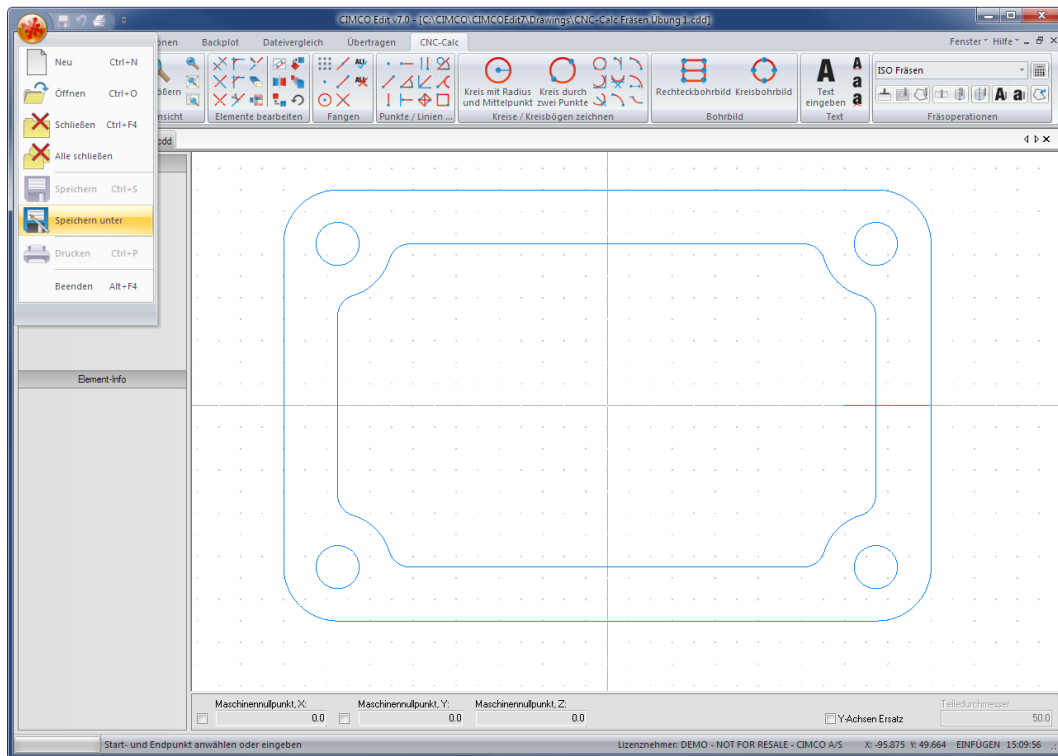 CIMCO Edit v7.0 - [C:\CIMCO\CIMCOEdit7\Drawings\CNC-Calc Fräsen Übung 1.cdd]
onen Backplot Dateivergleich Übertragen CNC-Calc Fenster Hilfe
Neu Ctrl+N
Öffnen Ctrl+O
Schließen Ctrl+F4
Alle schließen
Speichern Ctrl+S
Speichern unter
Drucken Ctrl+P
Beenden Alt+F4
ößern
nsicht
Elemente bearbeiten
Fangen
Punkte / Linien ...
Kreis mit Radius und Mittelpunkt
Kreis durch zwei Punkte
Kreise / Kreisbögen zeichnen
Rechteckbohrbild Kreisbohrbild
Bohrbild
Text eingeben
Text
ISO Fräsen
Fräsoperationen
cdd
Element-Info
Maschinennullpunkt, X: Maschinennullpunkt, Y: Maschinennullpunkt, Z: Teiledurchmesser
0.0 0.0 0.0 Y-Achsen Ersatz 50.0
Start- und Endpunkt anwählen oder eingeben Lizenznehmer: DEMO - NOT FOR RESALE - CIMCO A/S X: -95.875 Y: 49.664 EINFÜGEN 15:09:56